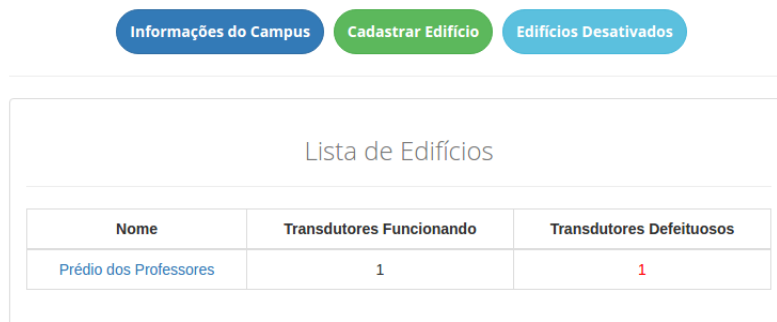 Informações do Campus Cadastrar Edifício Edifícios Desativados
Lista de Edifícios
Nome Transdutores Funcionando Transdutores Defeituosos
Prédio dos Professores 1 1